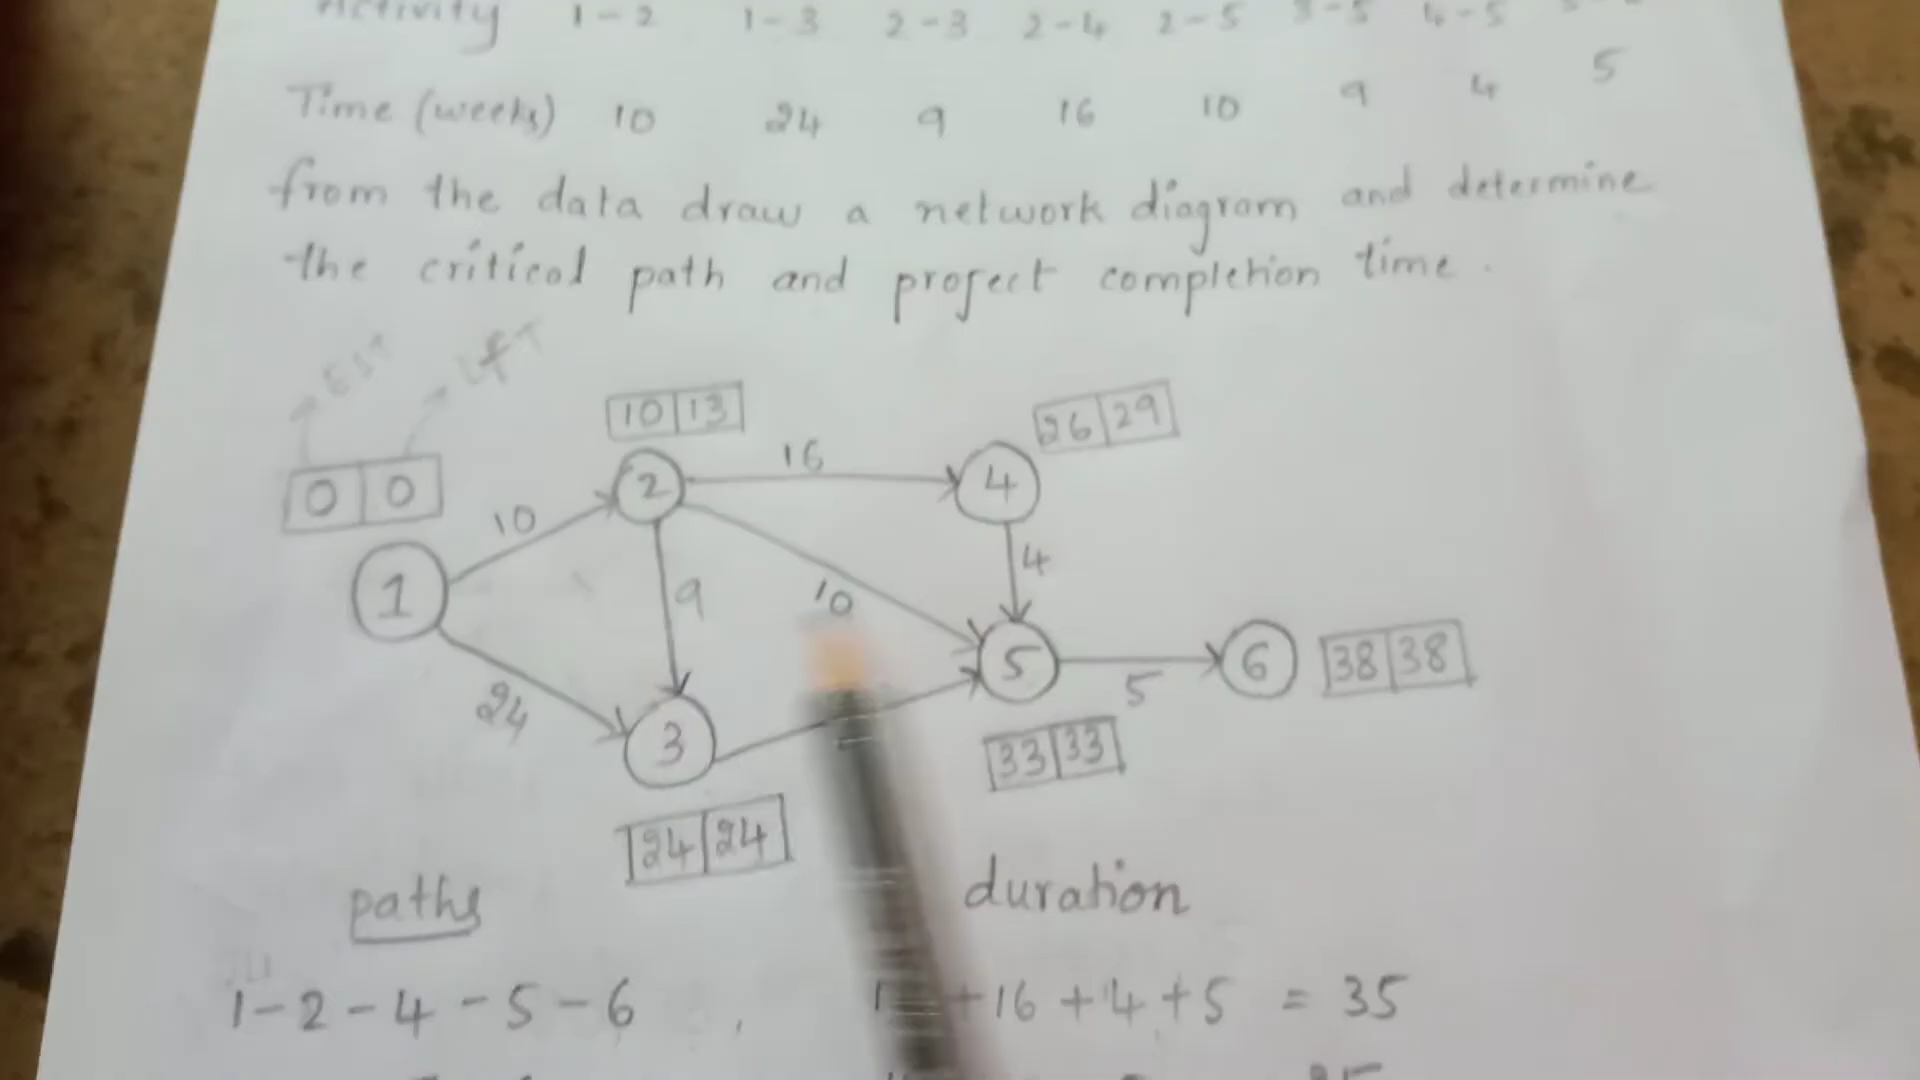 Activity 1-2 1-3 2-3 2-4 2-5 3-5 4-5
Time (weeks) 10 24 9 16 10 9 4 5
from the data draw a network diagram and determine
the critical path and project completion time.
EST LfT
10 13
26 29
0 0
16
2
4
10
1
9
10
4
24
3
5
5
6
38 38
33 33
24 24
paths duration
1-2-4-5-6 , +16+4+5 = 35